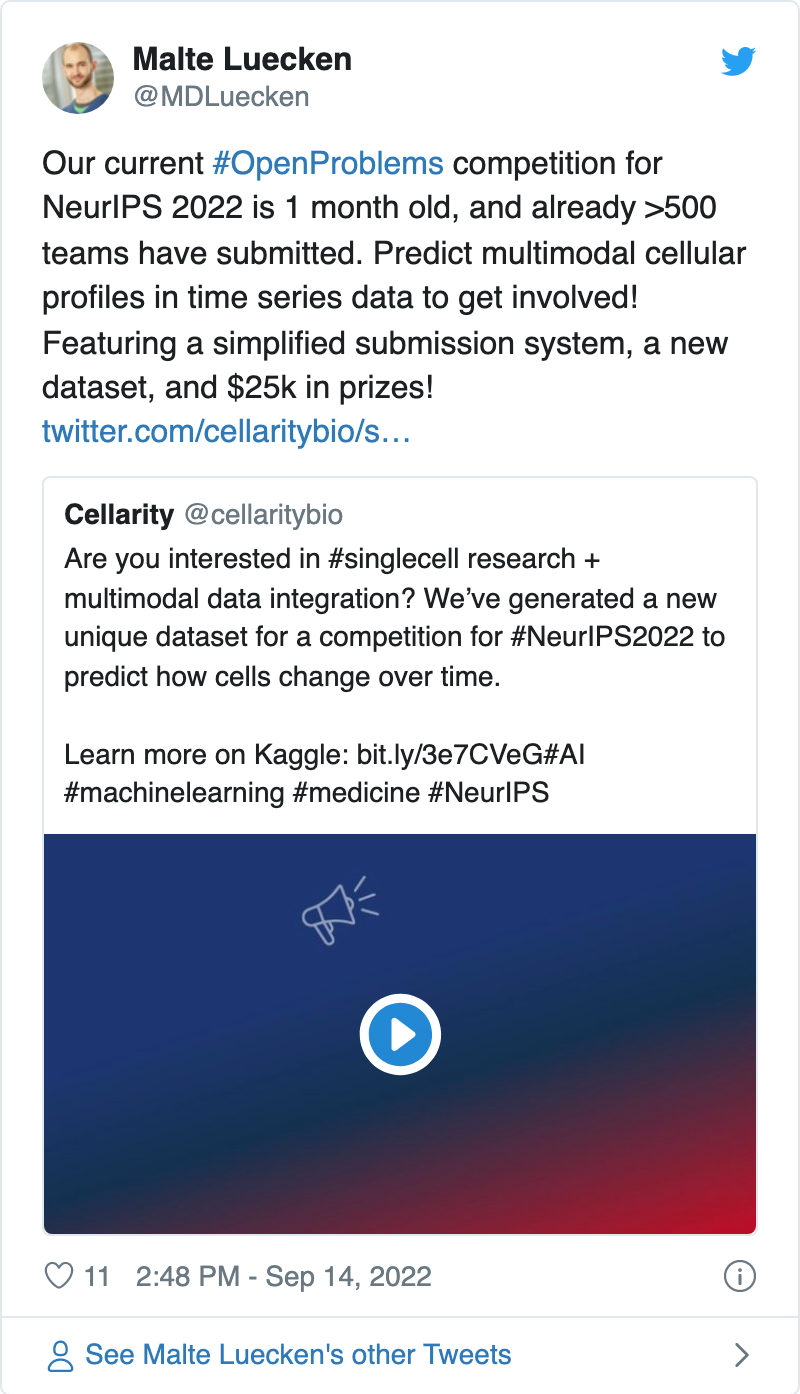 Malte Luecken
@MDLuecken
Our current #OpenProblems competition for
NeurIPS 2022 is 1 month old, and already >500
teams have submitted. Predict multimodal cellular
profiles in time series data to get involved!
Featuring a simplified submission system, a new
dataset, and $25k in prizes!
twitter.com/cellaritybio/s…
Cellarity @cellaritybio
Are you interested in #singlecell research +
multimodal data integration? We’ve generated a new
unique dataset for a competition for #NeurIPS2022 to
predict how cells change over time.
Learn more on Kaggle: bit.ly/3e7CVeG#AI
#machinelearning #medicine #NeurIPS
11 2:48 PM - Sep 14, 2022
See Malte Luecken's other Tweets